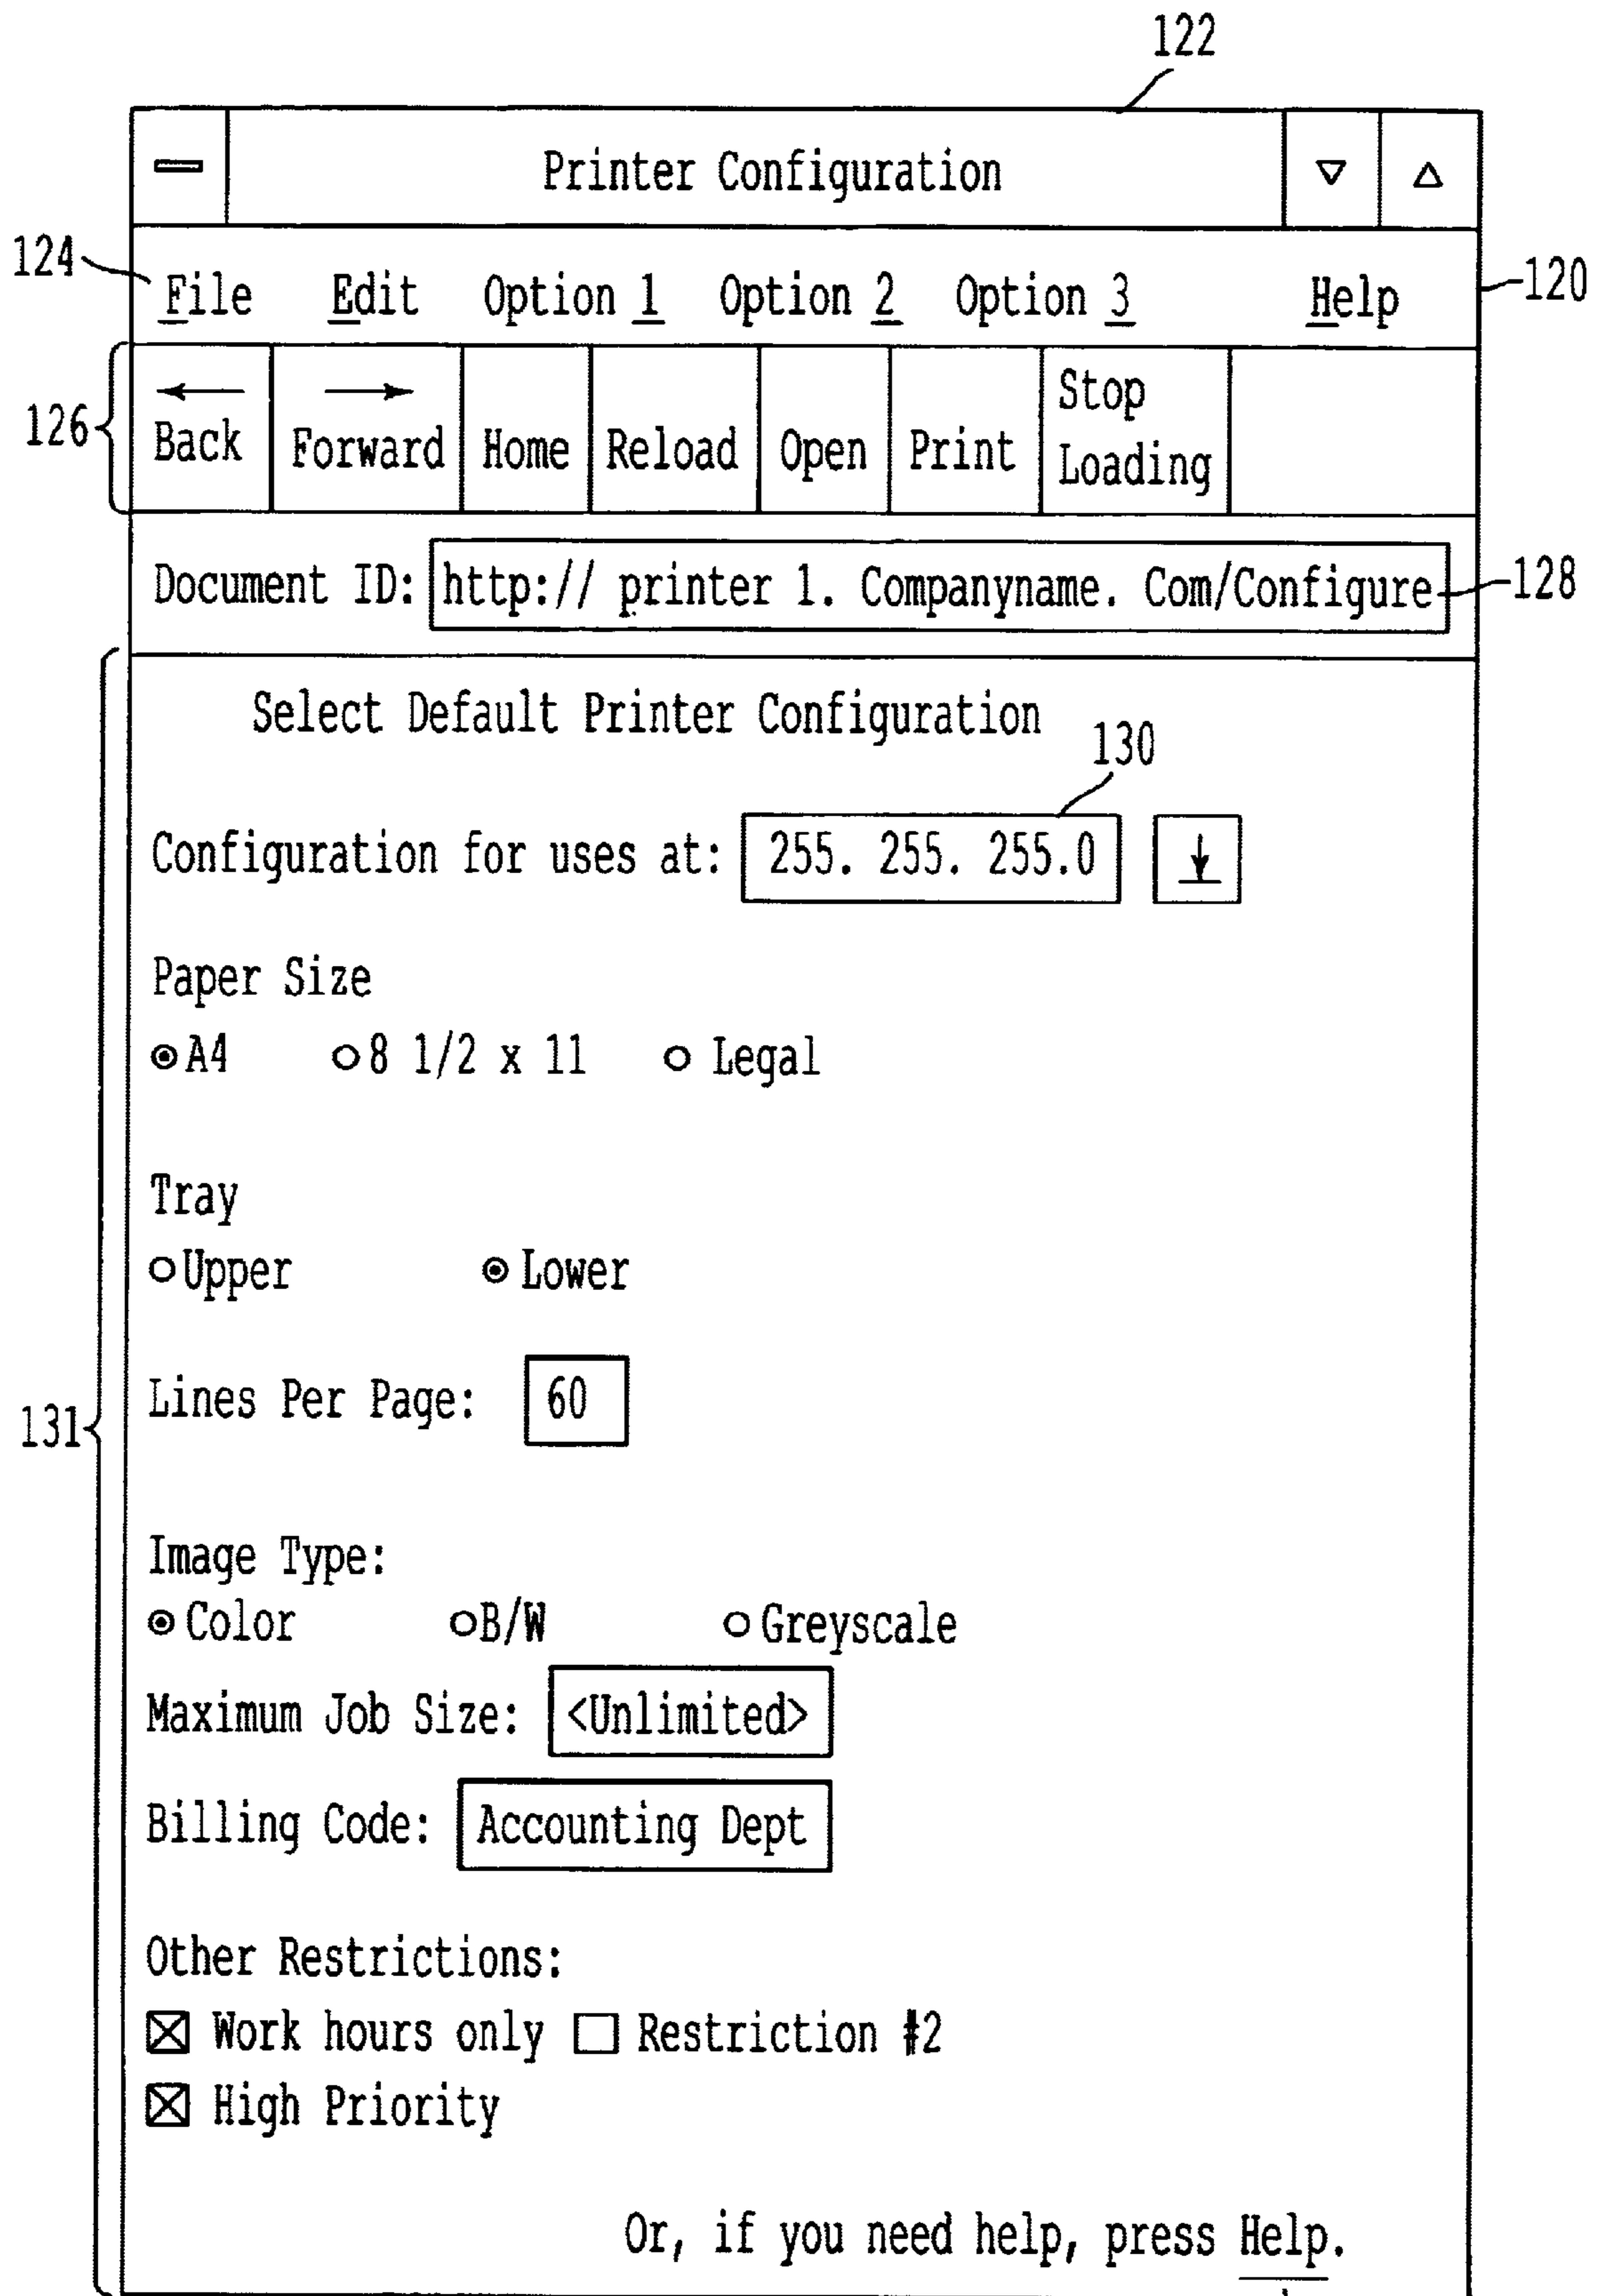 122
Printer Configuration
124
File Edit Option 1 Option 2 Option 3 Help
120
126
Back Forward Home Reload Open Print Stop Loading
Document ID: http:// printer 1. Companyname. Com/Configure
128
Select Default Printer Configuration
130
Configuration for uses at: 255. 255. 255.0
Paper Size
A4 8 1/2 x 11 Legal
Tray
Upper Lower
Lines Per Page: 60
131
Image Type:
Color B/W Greyscale
Maximum Job Size: <Unlimited>
Billing Code: Accounting Dept
Other Restrictions:
Work hours only Restriction #2
High Priority
Or, if you need help, press Help.